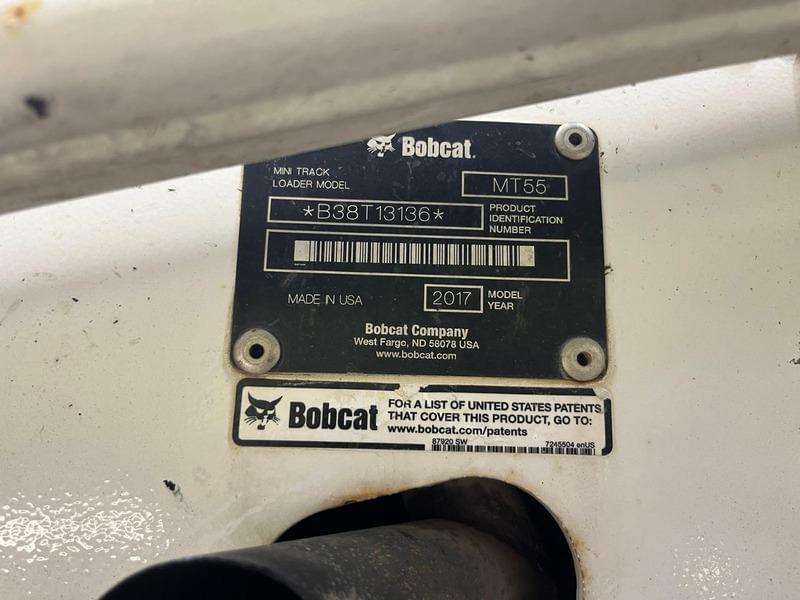 Bobcat.
MINI TRACK
LOADER MODEL
MT55
*B38T13136*
PRODUCT
IDENTIFICATION
NUMBER
MADE IN USA
2017
MODEL
YEAR
Bobcat Company
West Fargo, ND 58078 USA
www.bobcat.com
Bobcat
FOR A LIST OF UNITED STATES PATENTS
THAT COVER THIS PRODUCT, GO TO:
www.bobcat.com/patents
87920 SW
7245504 enUS